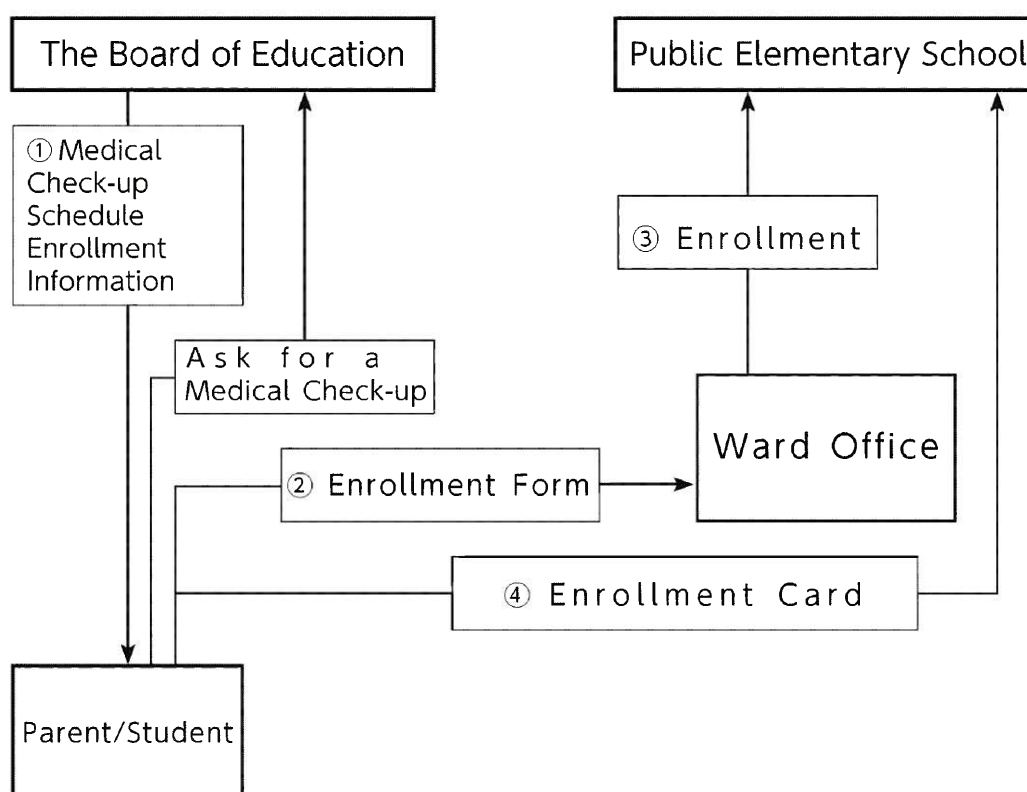 The Board of Education
Public Elementary School
① Medical
Check-up
Schedule
Enrollment
Information
③ Enrollment
Ask for a
Medical Check-up
Ward Office
② Enrollment Form
④ Enrollment Card
Parent/Student